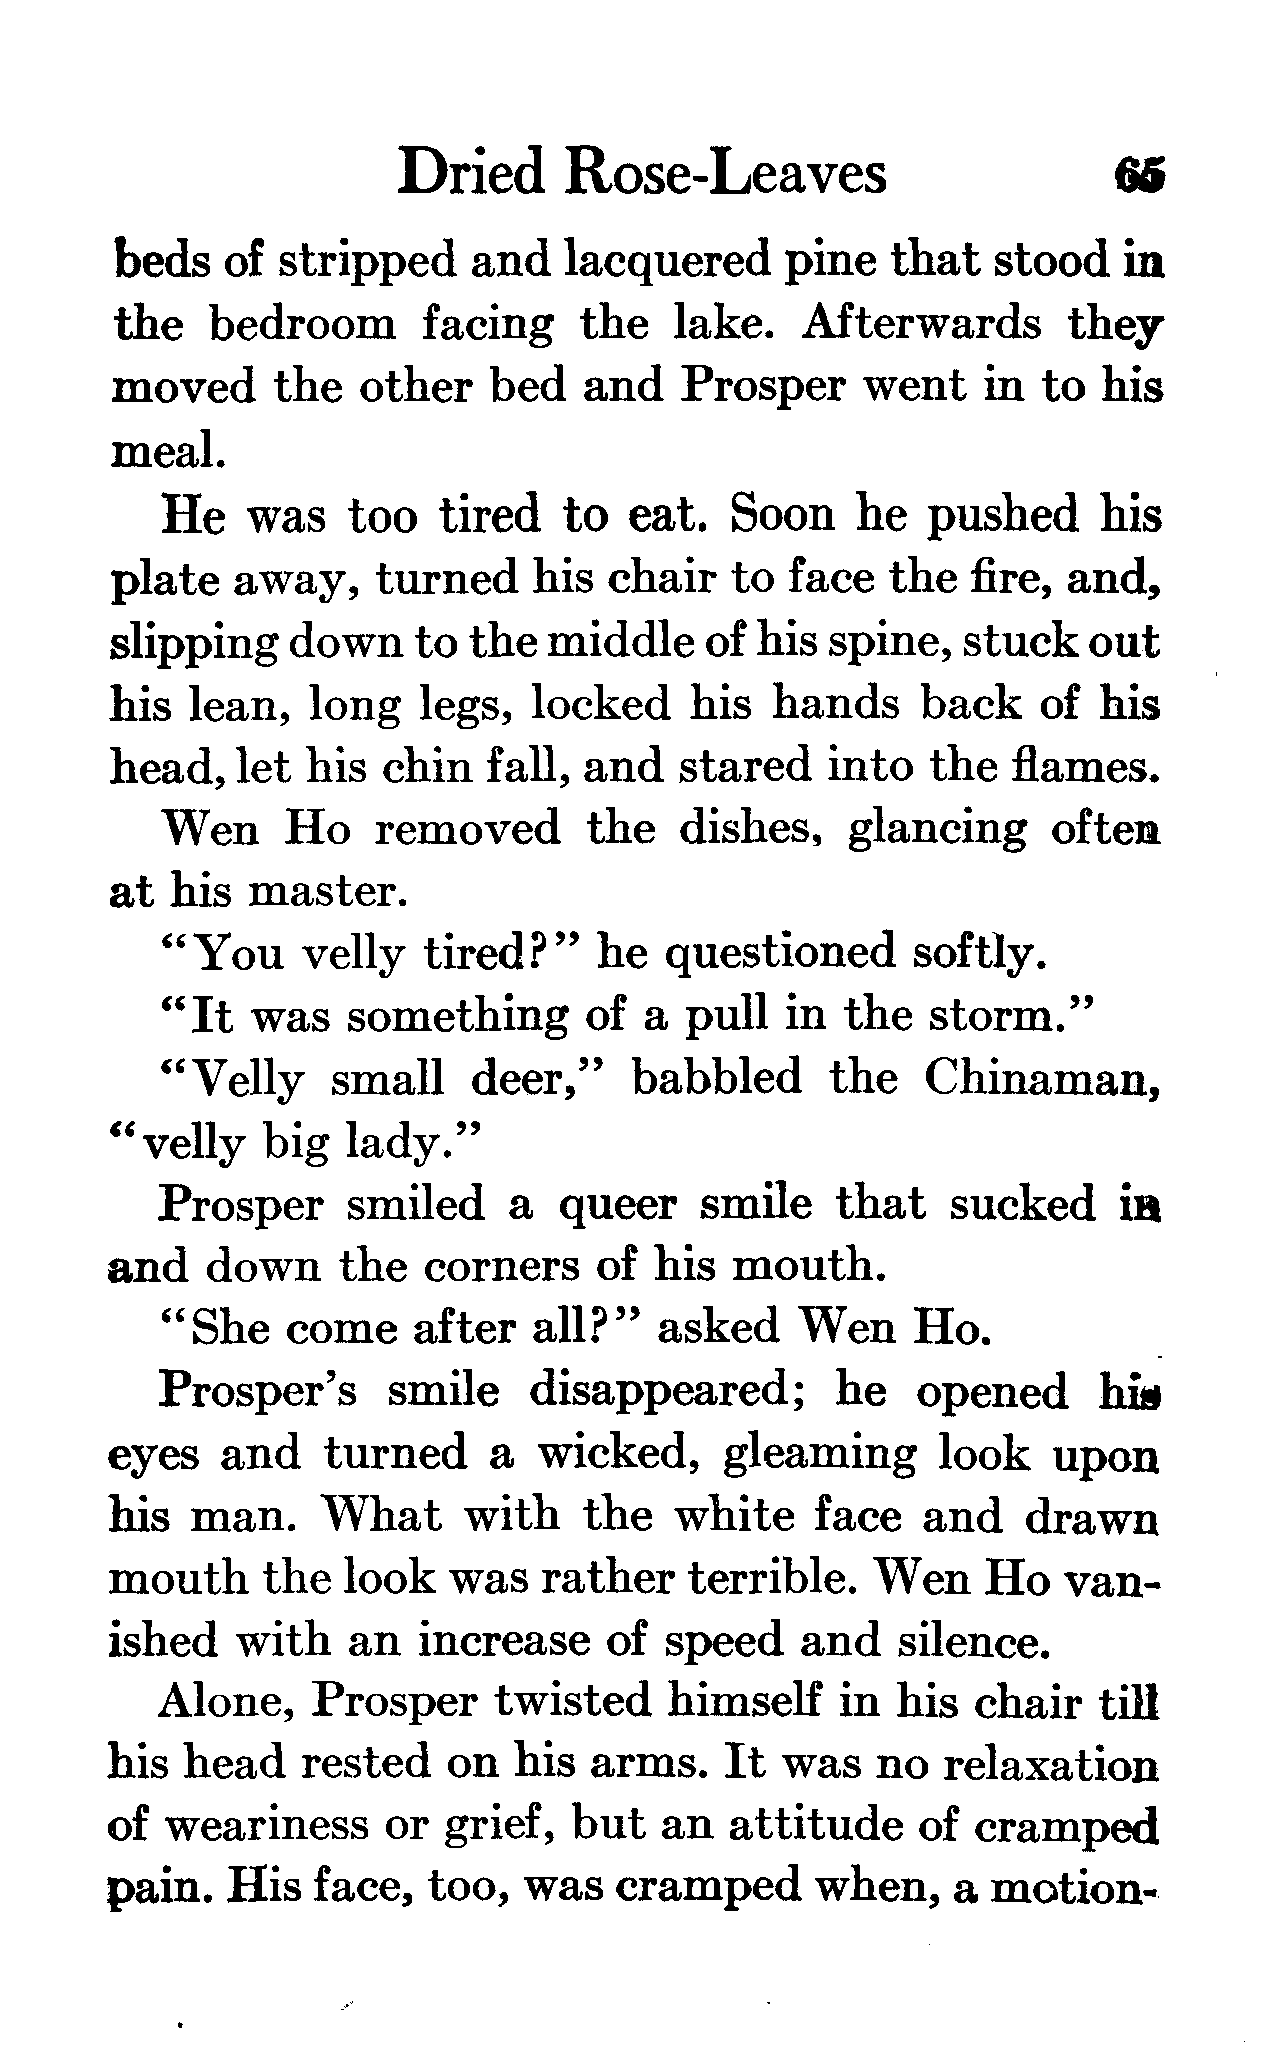 Dried Rose-Leaves 65
beds of stripped and lacquered pine that stood in
the bedroom facing the lake. Afterwards they
moved the other bed and Prosper went in to his
meal.
He was too tired to eat. Soon he pushed his
plate away, turned his chair to face the fire, and,
slipping down to the middle of his spine, stuck out
his lean, long legs, locked his hands back of his
head, let his chin fall, and stared into the flames.
Wen Ho removed the dishes, glancing often
at his master.
"You velly tired?" he questioned softly.
"It was something of a pull in the storm."
"Velly small deer," babbled the Chinaman,
"velly big lady."
Prosper smiled a queer smile that sucked in
and down the corners of his mouth.
"She come after all?" asked Wen Ho.
Prosper's smile disappeared; he opened his
eyes and turned a wicked, gleaming look upon
his man. What with the white face and drawn
mouth the look was rather terrible. Wen Ho van-
ished with an increase of speed and silence.
Alone, Prosper twisted himself in his chair till
his head rested on his arms. It was no relaxation
of weariness or grief, but an attitude of cramped
pain. His face, too, was cramped when, a motion-